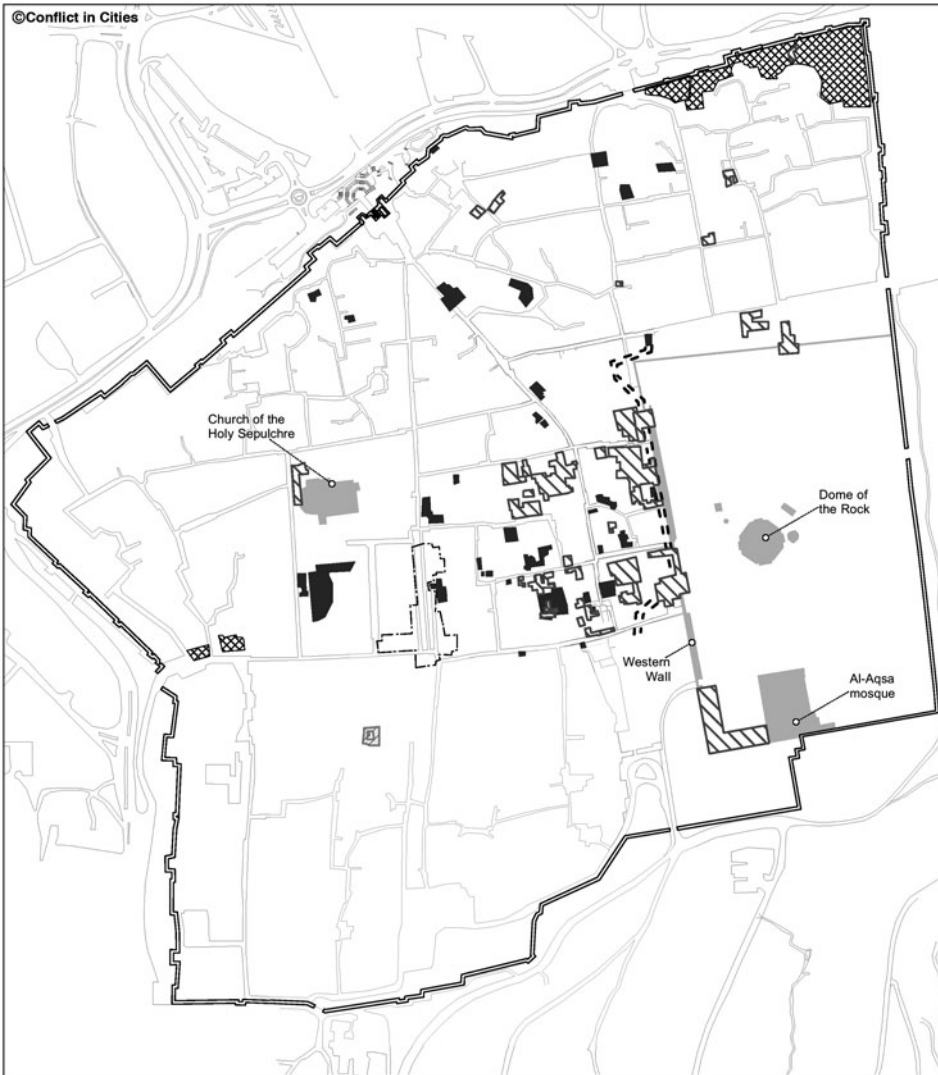 ©Conflict in Cities
Church of the
Holy Sepulchre
Dome of
the Rock
Western
Wall
Al-Aqsa
mosque